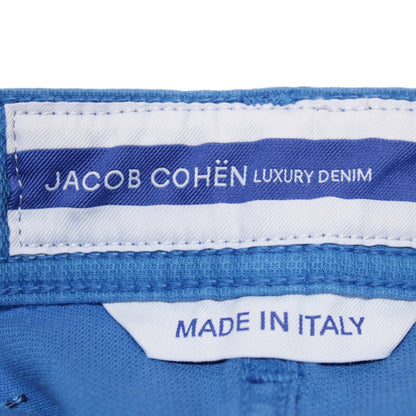 JACOB COHËN LUXURY DENIM
MADE IN ITALY